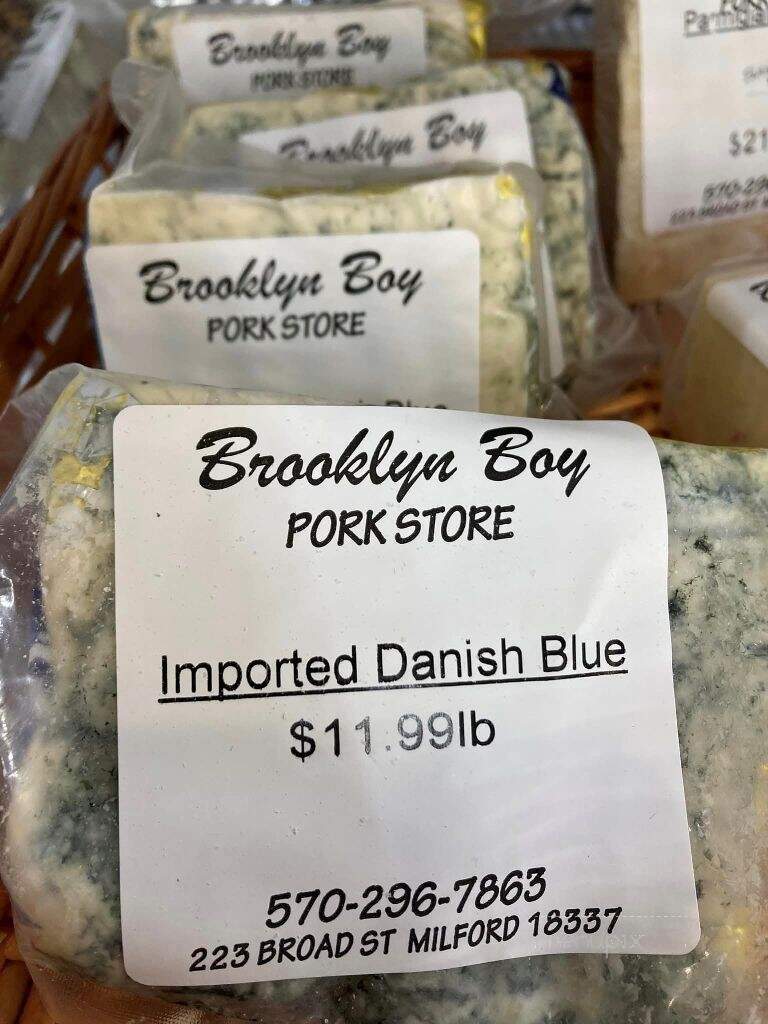 Brooklyn Boy
PORK STORE
Brooklyn Boy
$21
570-29
Brooklyn Boy
PORK STORE
Brooklyn Boy
PORK STORE
Imported Danish Blue
$11.99lb
570-296-7863
223 BROAD ST MILFORD 18337